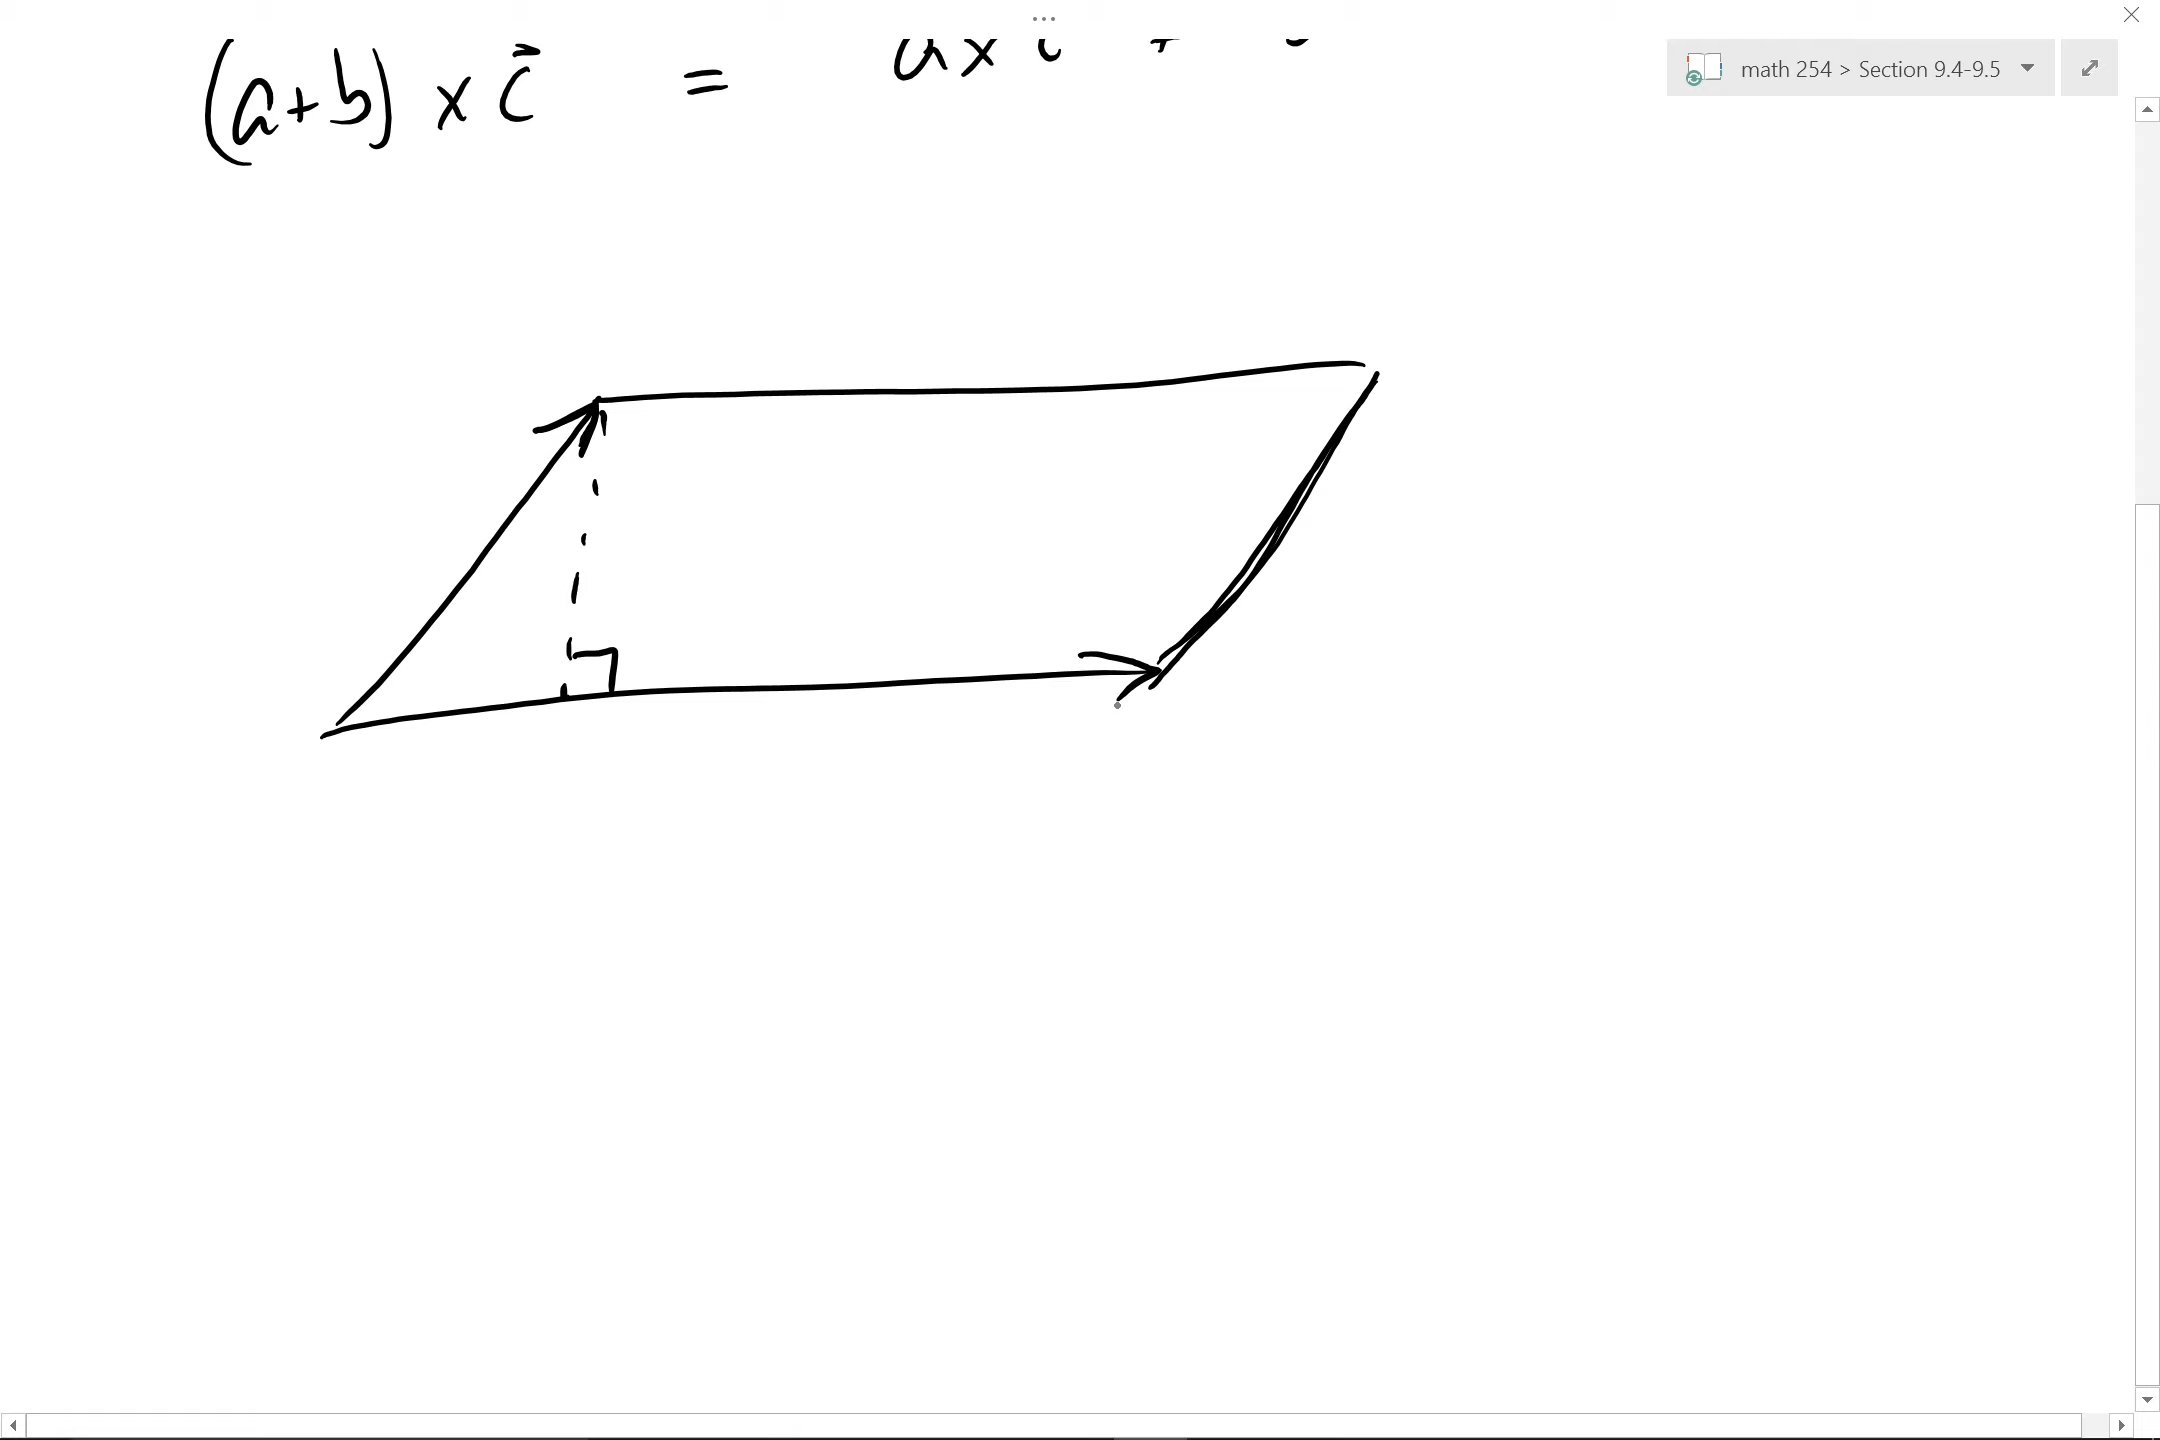 (a+b) × c⃗ = a × c +
math 254 > Section 9.4-9.5